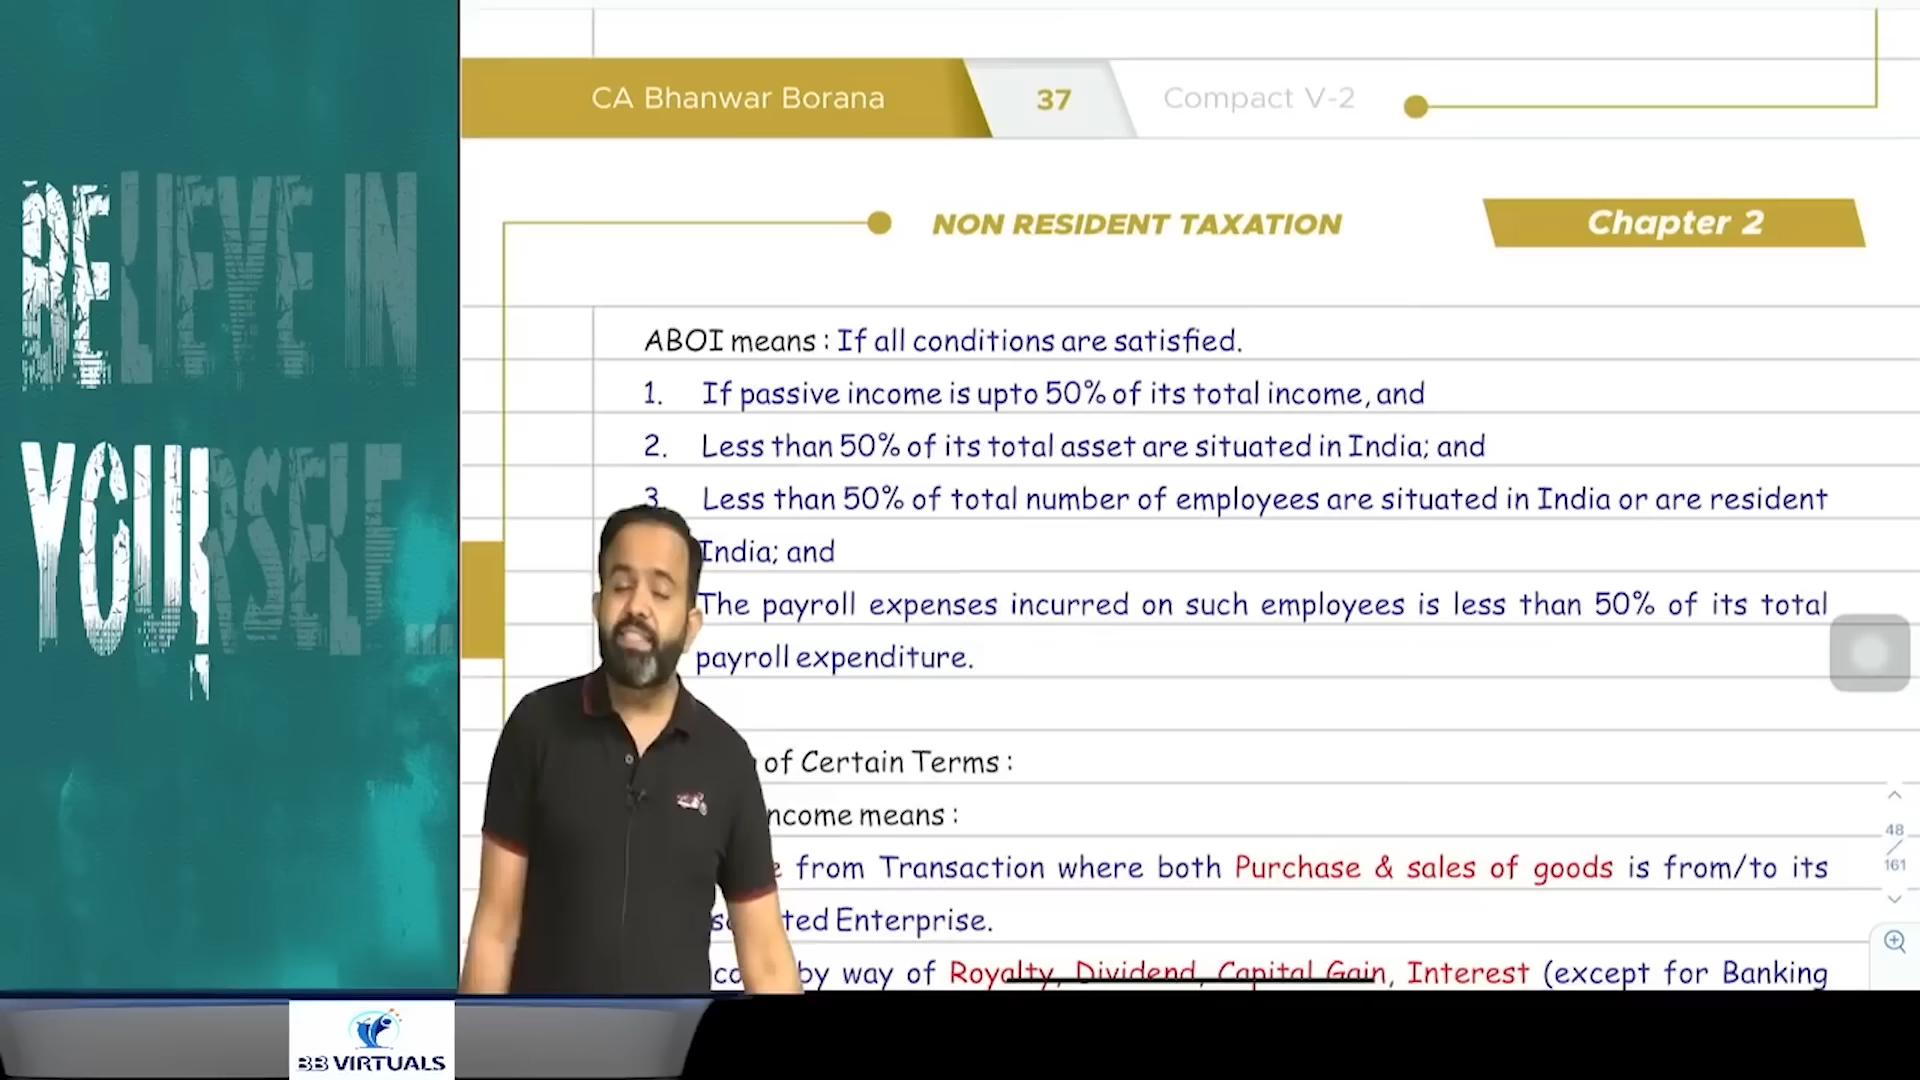 BELIEVE IN
YOURSELF...
CA Bhanwar Borana
37
Compact V-2
NON RESIDENT TAXATION
Chapter 2
ABOI means : If all conditions are satisfied.
1. If passive income is upto 50% of its total income, and
2. Less than 50% of its total asset are situated in India; and
3. Less than 50% of total number of employees are situated in India or are resident
India; and
The payroll expenses incurred on such employees is less than 50% of its total
payroll expenditure.
of Certain Terms :
ncome means :
from Transaction where both Purchase & sales of goods is from/to its
ted Enterprise.
by way of Royalty, Dividend, Capital Gain, Interest (except for Banking
48
161
BB VIRTUALS